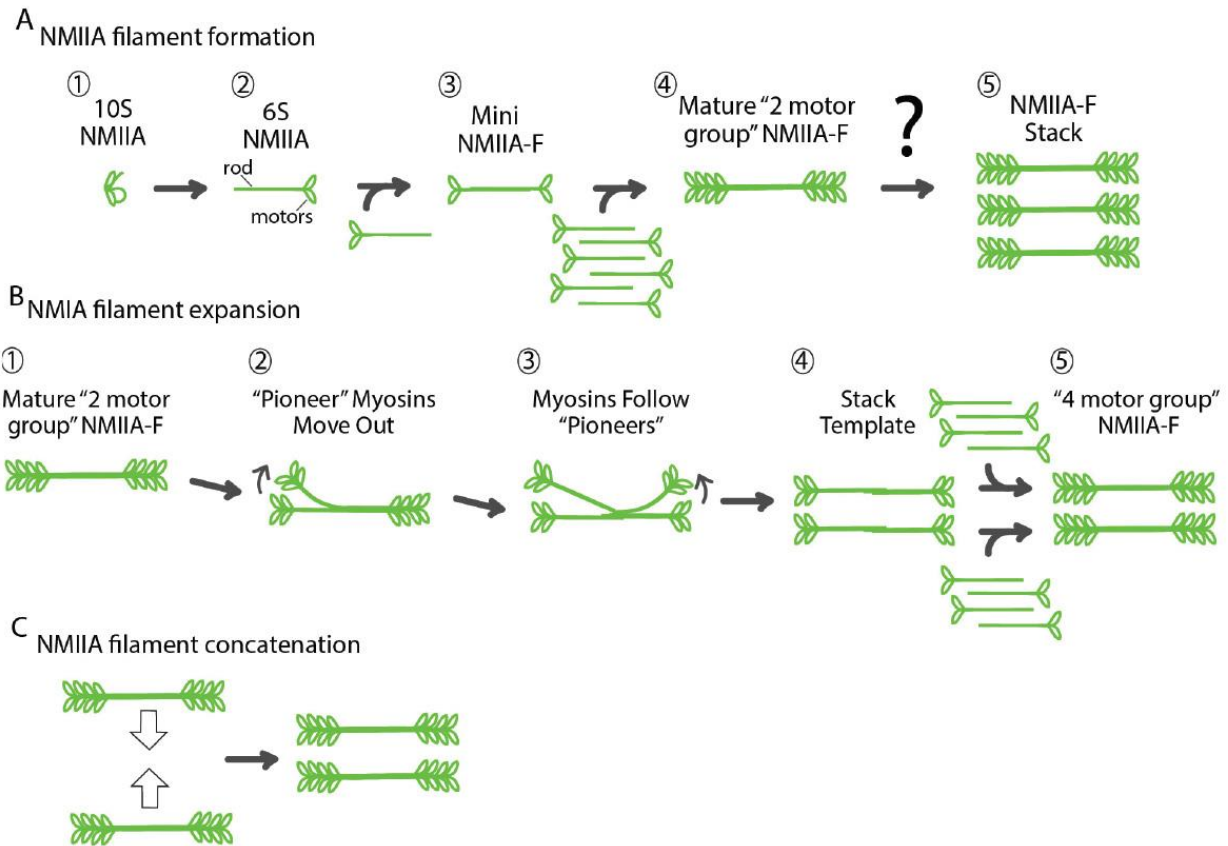 A NMIIA filament formation
①
10S
NMIIA
②
6S
NMIIA
rod
motors
③
Mini
NMIIA-F
④
Mature “2 motor
group” NMIIA-F
?
⑤
NMIIA-F
Stack
B NMIA filament expansion
①
Mature “2 motor
group” NMIIA-F
②
“Pioneer” Myosins
Move Out
③
Myosins Follow
“Pioneers”
④
Stack
Template
⑤
“4 motor group”
NMIIA-F
C NMIIA filament concatenation